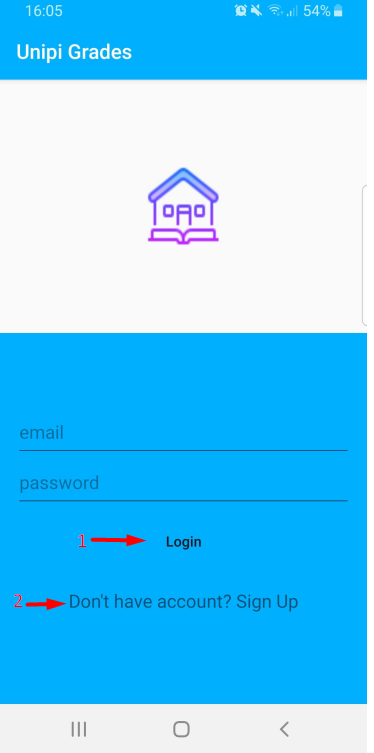 16:05 54%
Unipi Grades
email
password
1 Login
2 Don't have account? Sign Up